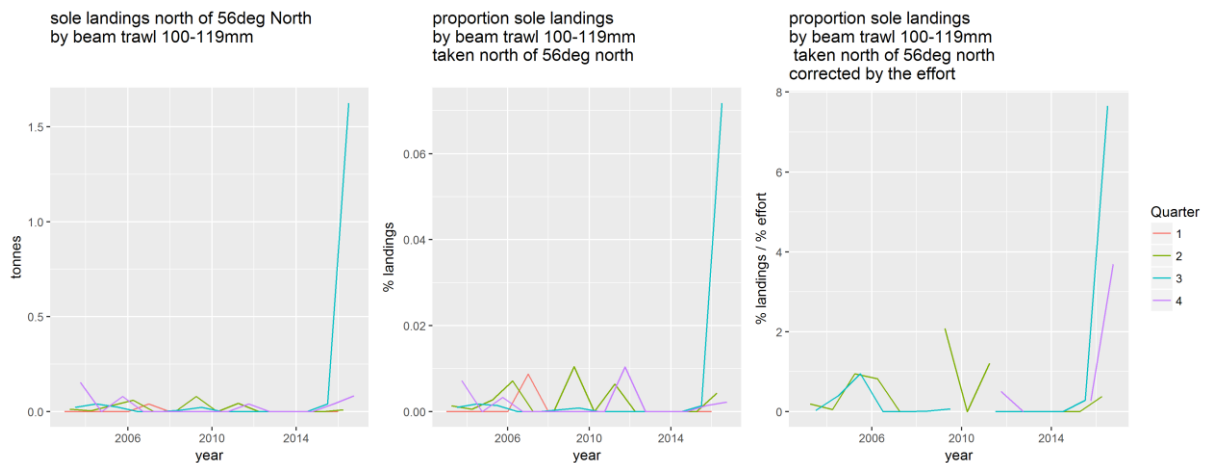 sole landings north of 56deg North
by beam trawl 100-119mm
tonnes
1.5
1.0
0.5
0.0
2006
2010
2014
year
proportion sole landings
by beam trawl 100-119mm
taken north of 56deg north
% landings
0.06
0.04
0.02
0.00
2006
2010
2014
year
proportion sole landings
by beam trawl 100-119mm
taken north of 56deg north
corrected by the effort
% landings / % effort
8
6
4
2
0
2006
2010
2014
year
Quarter
1
2
3
4